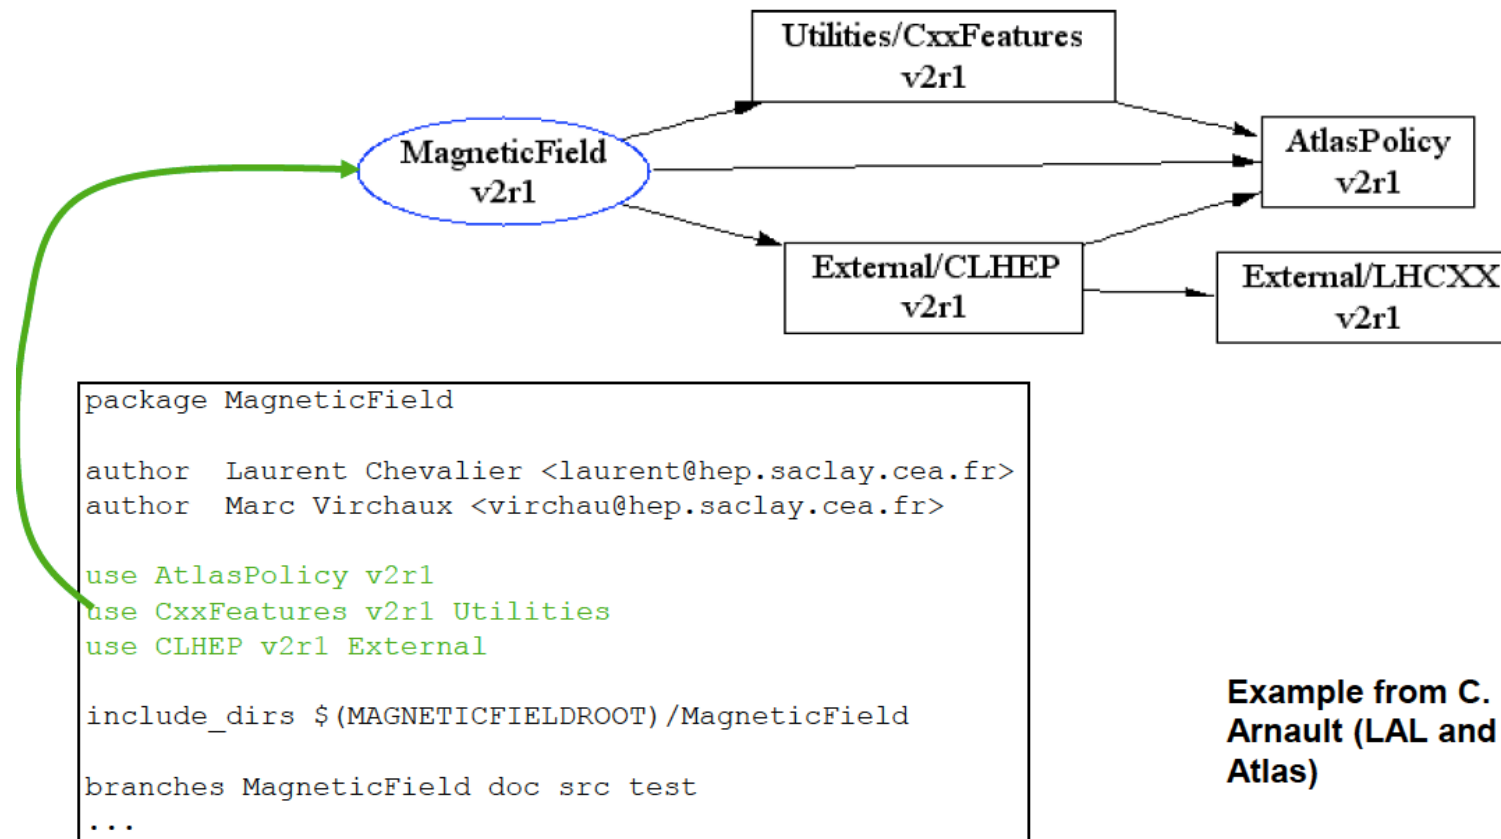 Utilities/CxxFeatures
v2r1
MagneticField
v2r1
AtlasPolicy
v2r1
External/CLHEP
v2r1
External/LHCXX
v2r1
package MagneticField
author  Laurent Chevalier <laurent@hep.saclay.cea.fr>
author  Marc Virchaux <virchau@hep.saclay.cea.fr>
use AtlasPolicy v2r1
use CxxFeatures v2r1 Utilities
use CLHEP v2r1 External
include_dirs $(MAGNETICFIELDROOT)/MagneticField
branches MagneticField doc src test
...
Example from C.
Arnault (LAL and
Atlas)